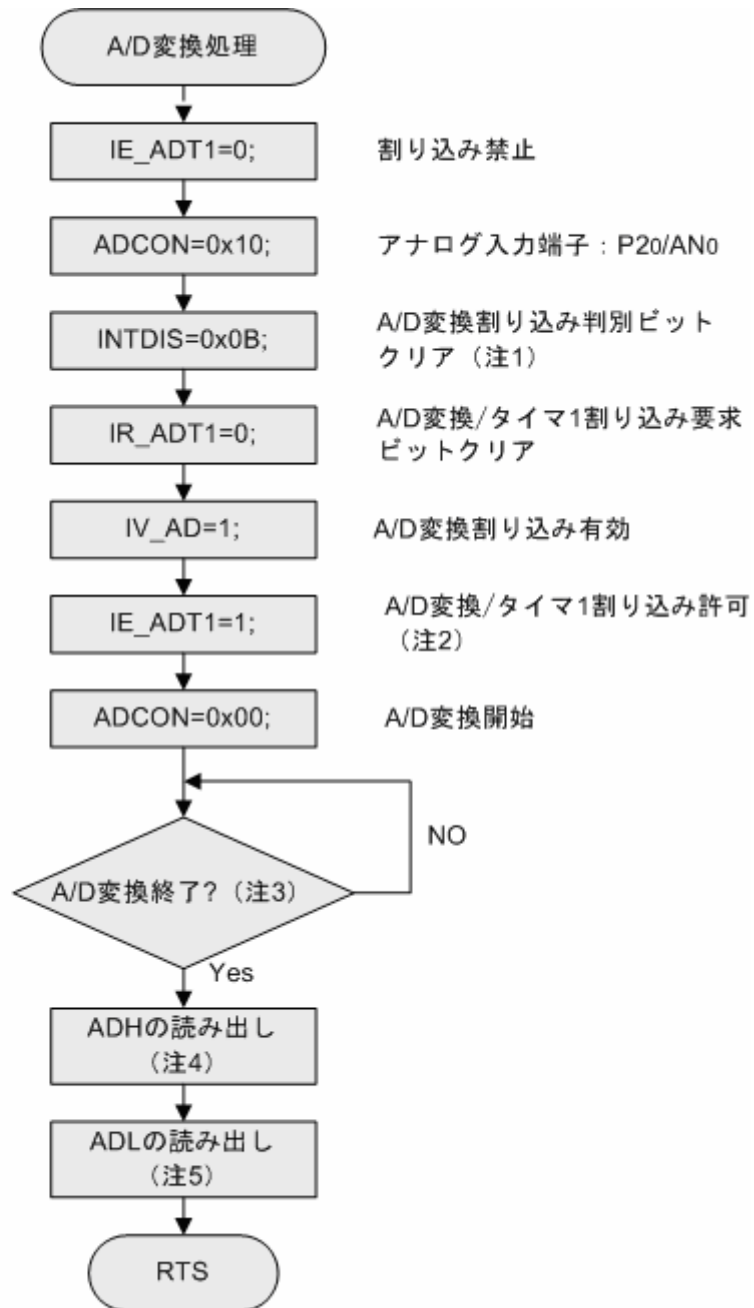 A/D変換処理
IE_ADT1=0;
割り込み禁止
ADCON=0x10;
アナログ入力端子：P20/AN0
INTDIS=0x0B;
A/D変換割り込み判別ビット
クリア（注1）
IR_ADT1=0;
A/D変換/タイマ1割り込み要求
ビットクリア
IV_AD=1;
A/D変換割り込み有効
IE_ADT1=1;
A/D変換/タイマ1割り込み許可
（注2）
ADCON=0x00;
A/D変換開始
NO
A/D変換終了?（注3）
Yes
ADHの読み出し
（注4）
ADLの読み出し
（注5）
RTS